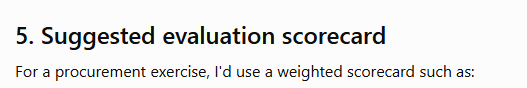 5. Suggested evaluation scorecard
For a procurement exercise, I'd use a weighted scorecard such as: